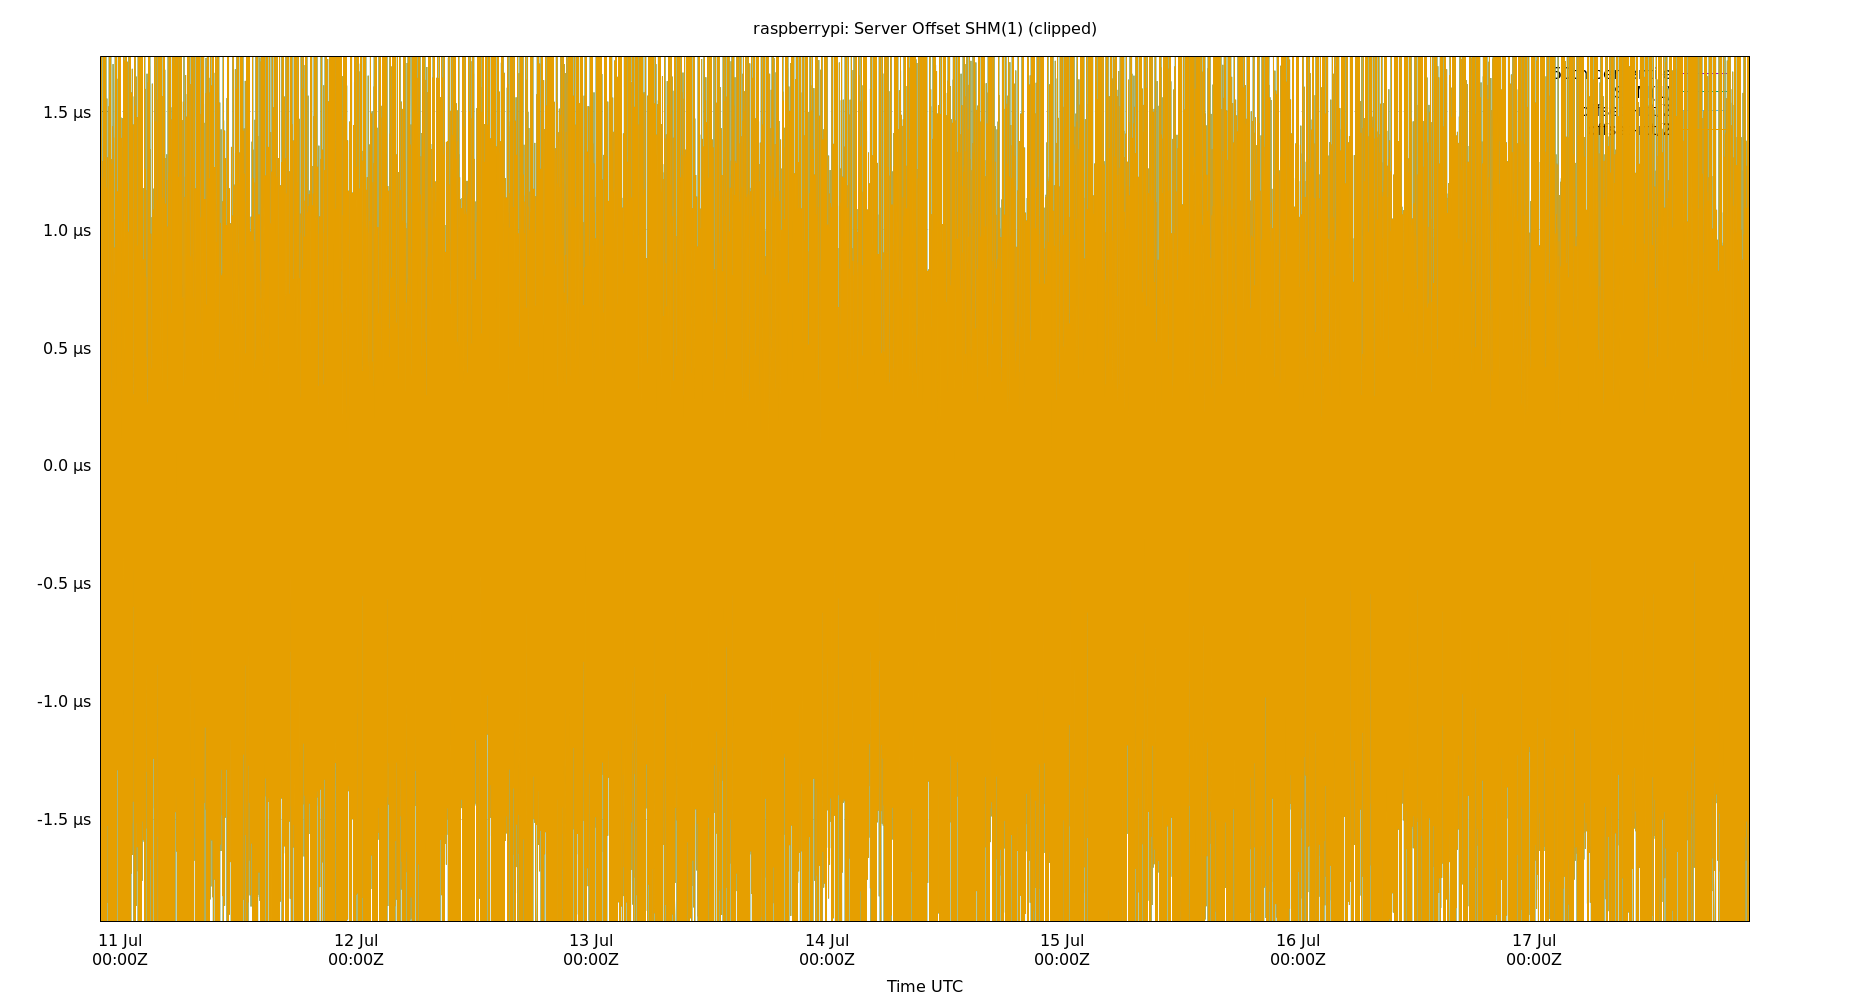 raspberrypi: Server Offset SHM(1) (clipped)
1.5 µs
1.0 µs
0.5 µs
0.0 µs
-0.5 µs
-1.0 µs
-1.5 µs
11 Jul 12 Jul 13 Jul 14 Jul 15 Jul 16 Jul 17 Jul
00:00Z 00:00Z 00:00Z 00:00Z 00:00Z 00:00Z 00:00Z
Time UTC